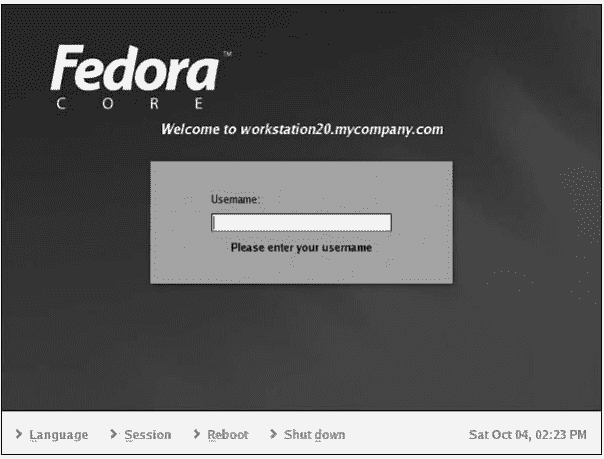 Fedora™
CORE
Welcome to workstation20.mycompany.com
Username:
Please enter your username
Language Session Reboot Shut down Sat Oct 04, 02:23 PM